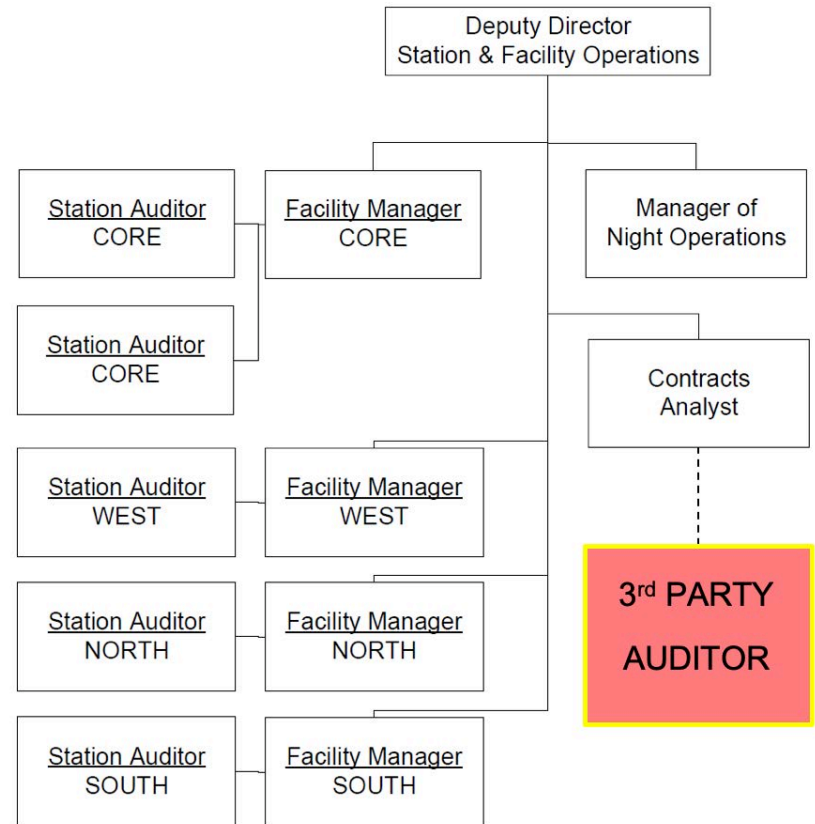 Deputy Director
Station & Facility Operations
Station Auditor
CORE
Facility Manager
CORE
Manager of
Night Operations
Station Auditor
CORE
Contracts
Analyst
Station Auditor
WEST
Facility Manager
WEST
3rd PARTY
AUDITOR
Station Auditor
NORTH
Facility Manager
NORTH
Station Auditor
SOUTH
Facility Manager
SOUTH